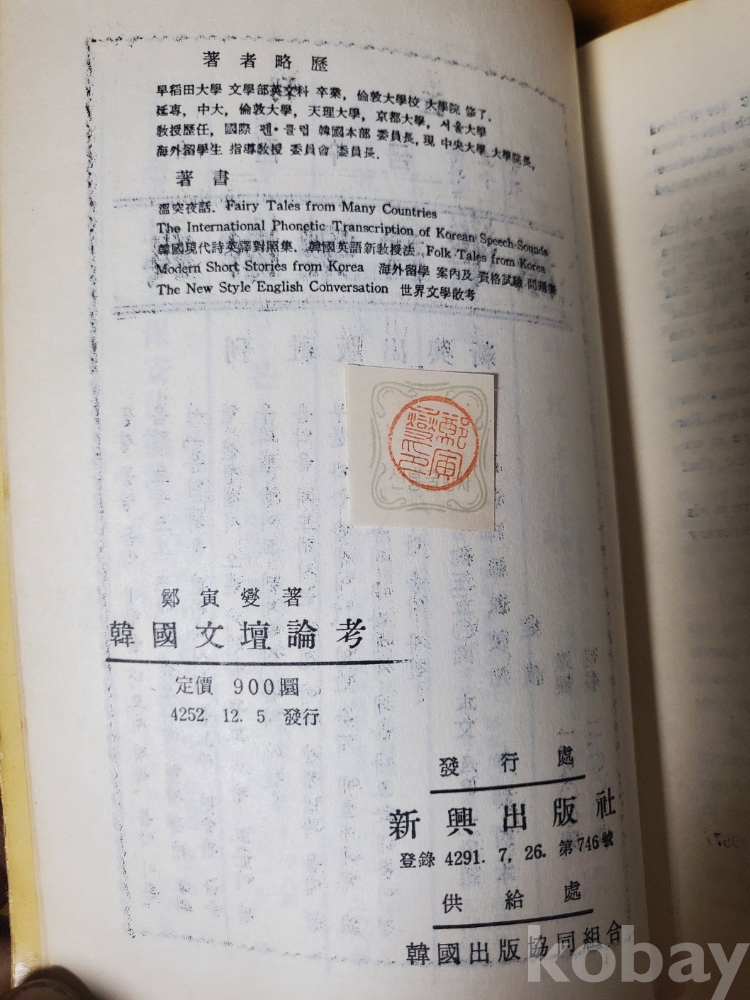 著者略歷
早稻田大學 文學部英文科 卒業, 倫敦大學校 大學院 修了.
延專, 中大, 倫敦大學, 天理大學, 京都大學, 서울大學
敎授歷任, 國際 펜·클럽 韓國本部 委員長, 現 中央大學 大學院長,
海外留學生 指導敎授 委員會 委員長.
著書
溫突夜話. Fairy Tales from Many Countries
The International Phonetic Transcription of Korean Speech-Sounds
韓國現代詩英譯對照集. 韓國英語新敎授法. Folk Tales from Korea
Modern Short Stories from Korea 海外留學 案內及 資格試驗 問題集
The New Style English Conversation 世界文學散考
鄭寅燮印
鄭寅燮著
韓國文壇論考
定價 900圜
4252. 12. 5 發行
發行處
新興出版社
登錄 4291. 7. 26. 第746號
供給處
韓國出版協同組合
kobay